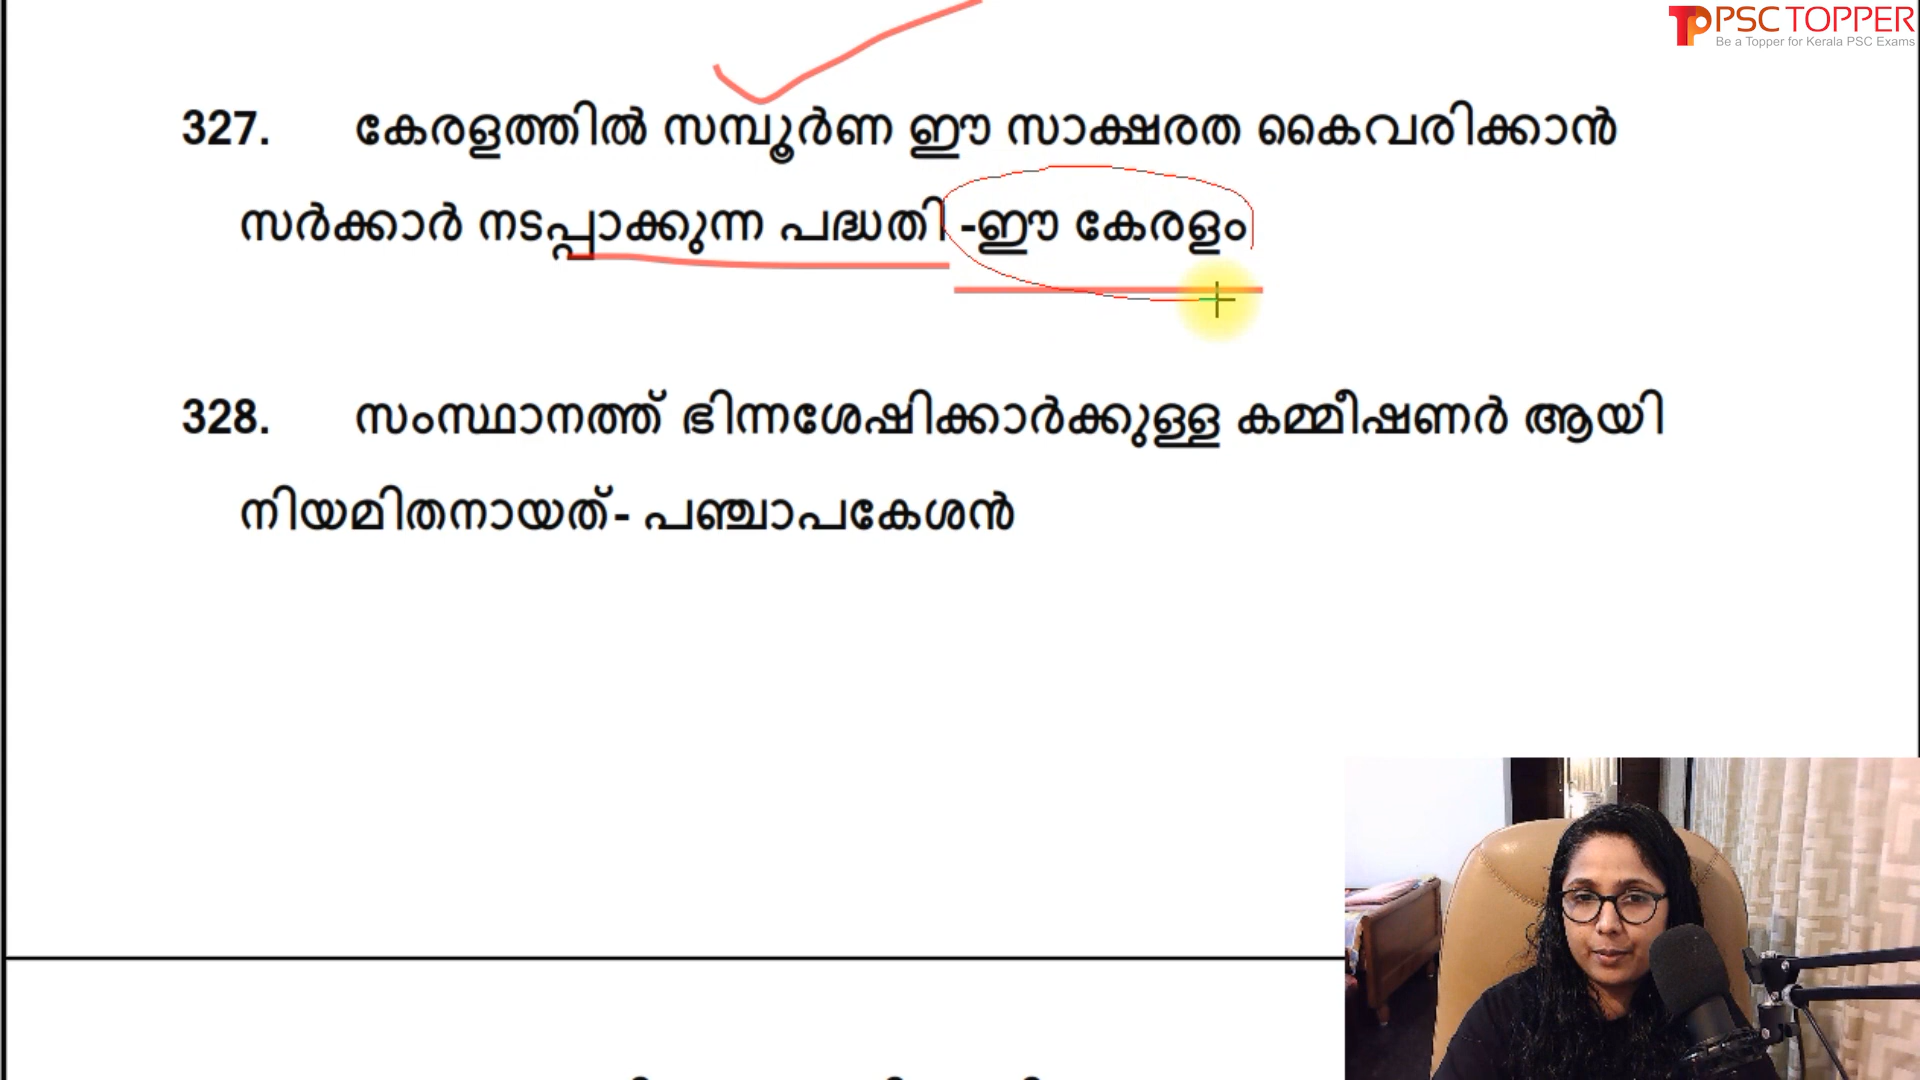 PSC TOPPER
Be a Topper for Kerala PSC Exams
327. കേരളത്തിൽ സമ്പൂർണ ഈ സാക്ഷരത കൈവരിക്കാൻ
സർക്കാർ നടപ്പാക്കുന്ന പദ്ധതി -ഈ കേരളം
328. സംസ്ഥാനത്ത് ഭിന്നശേഷിക്കാർക്കുള്ള കമ്മീഷണർ ആയി
നിയമിതനായത്- പഞ്ചാപകേശൻ